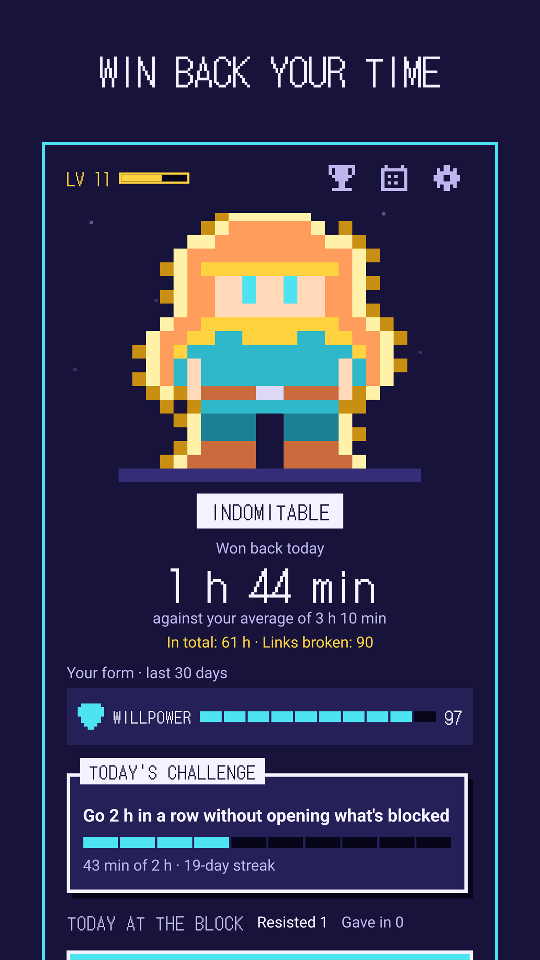 WIN BACK YOUR TIME
LV 11
INDOMITABLE
Won back today
1 h 44 min
against your average of 3 h 10 min
In total: 61 h · Links broken: 90
Your form · last 30 days
WILLPOWER 97
TODAY'S CHALLENGE
Go 2 h in a row without opening what's blocked
43 min of 2 h · 19-day streak
TODAY AT THE BLOCK Resisted 1 Gave in 0